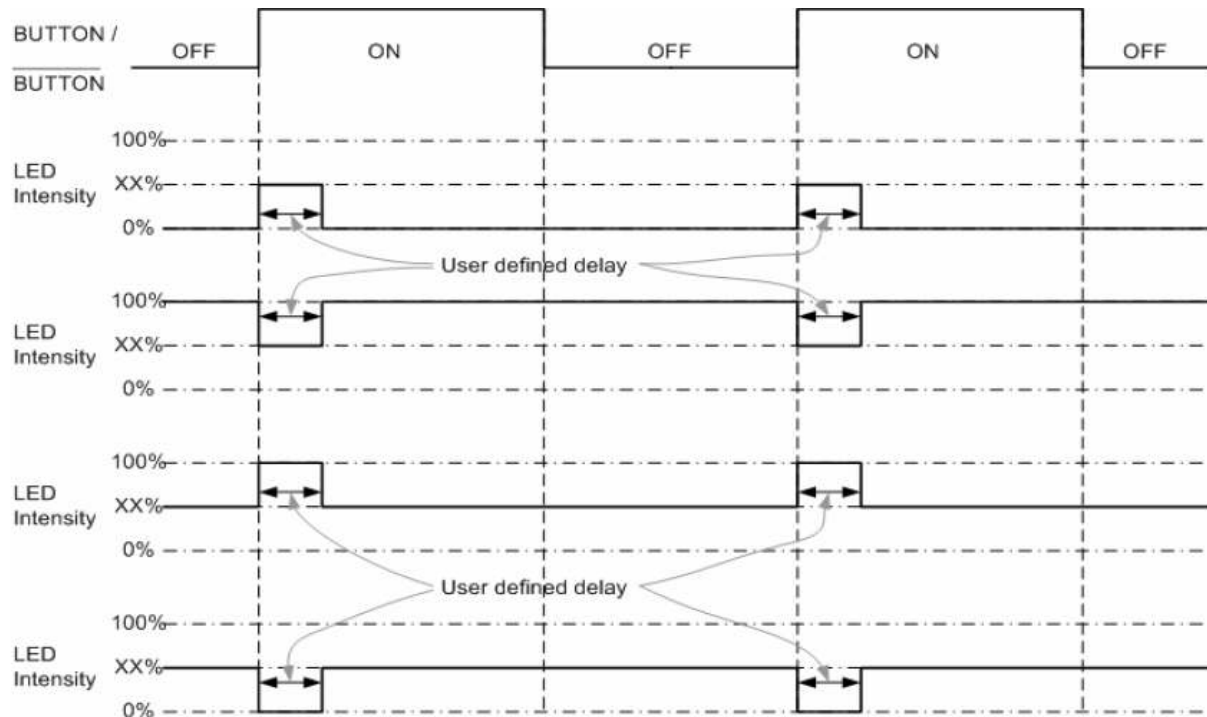 BUTTON /
BUTTON
OFF
ON
OFF
ON
OFF
100%
LED
Intensity
XX%
0%
User defined delay
100%
LED
Intensity
XX%
0%
100%
LED
Intensity
XX%
0%
User defined delay
100%
LED
Intensity
XX%
0%